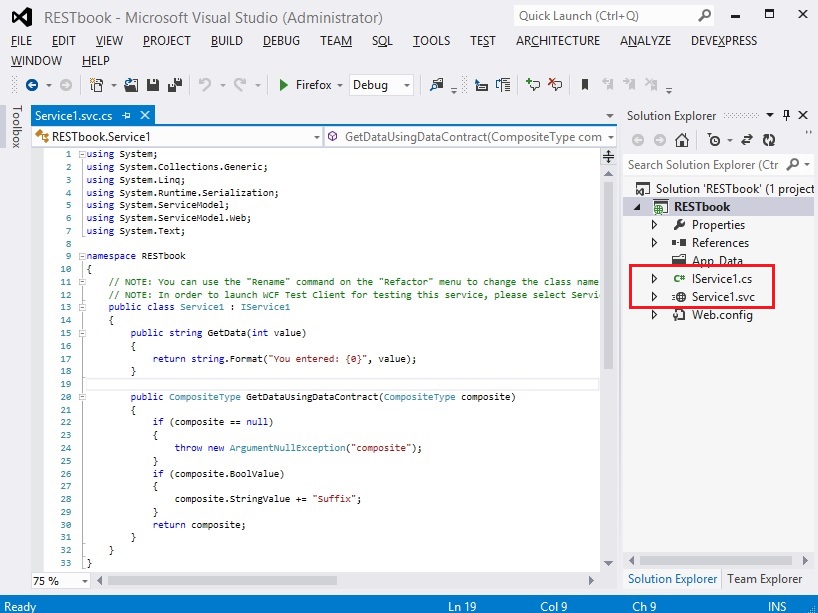 RESTbook - Microsoft Visual Studio (Administrator)
Quick Launch (Ctrl+Q)
FILE EDIT VIEW PROJECT BUILD DEBUG TEAM SQL TOOLS TEST ARCHITECTURE ANALYZE DEVEXPRESS
WINDOW HELP
Firefox Debug
Toolbox
Service1.svc.cs
RESTbook.Service1 GetDataUsingDataContract(CompositeType com
1 using System;
2 using System.Collections.Generic;
3 using System.Linq;
4 using System.Runtime.Serialization;
5 using System.ServiceModel;
6 using System.ServiceModel.Web;
7 using System.Text;
8
9 namespace RESTbook
10 {
11 // NOTE: You can use the "Rename" command on the "Refactor" menu to change the class name
12 // NOTE: In order to launch WCF Test Client for testing this service, please select Servi
13 public class Service1 : IService1
14 {
15 public string GetData(int value)
16 {
17 return string.Format("You entered: {0}", value);
18 }
19
20 public CompositeType GetDataUsingDataContract(CompositeType composite)
21 {
22 if (composite == null)
23 {
24 throw new ArgumentNullException("composite");
25 }
26 if (composite.BoolValue)
27 {
28 composite.StringValue += "Suffix";
29 }
30 return composite;
31 }
32 }
33 }
75 %
Solution Explorer
Search Solution Explorer (Ctr
Solution 'RESTbook' (1 project
RESTbook
Properties
References
App_Data
C# IService1.cs
Service1.svc
Web.config
Solution Explorer Team Explorer
Ready Ln 19 Col 9 Ch 9 INS